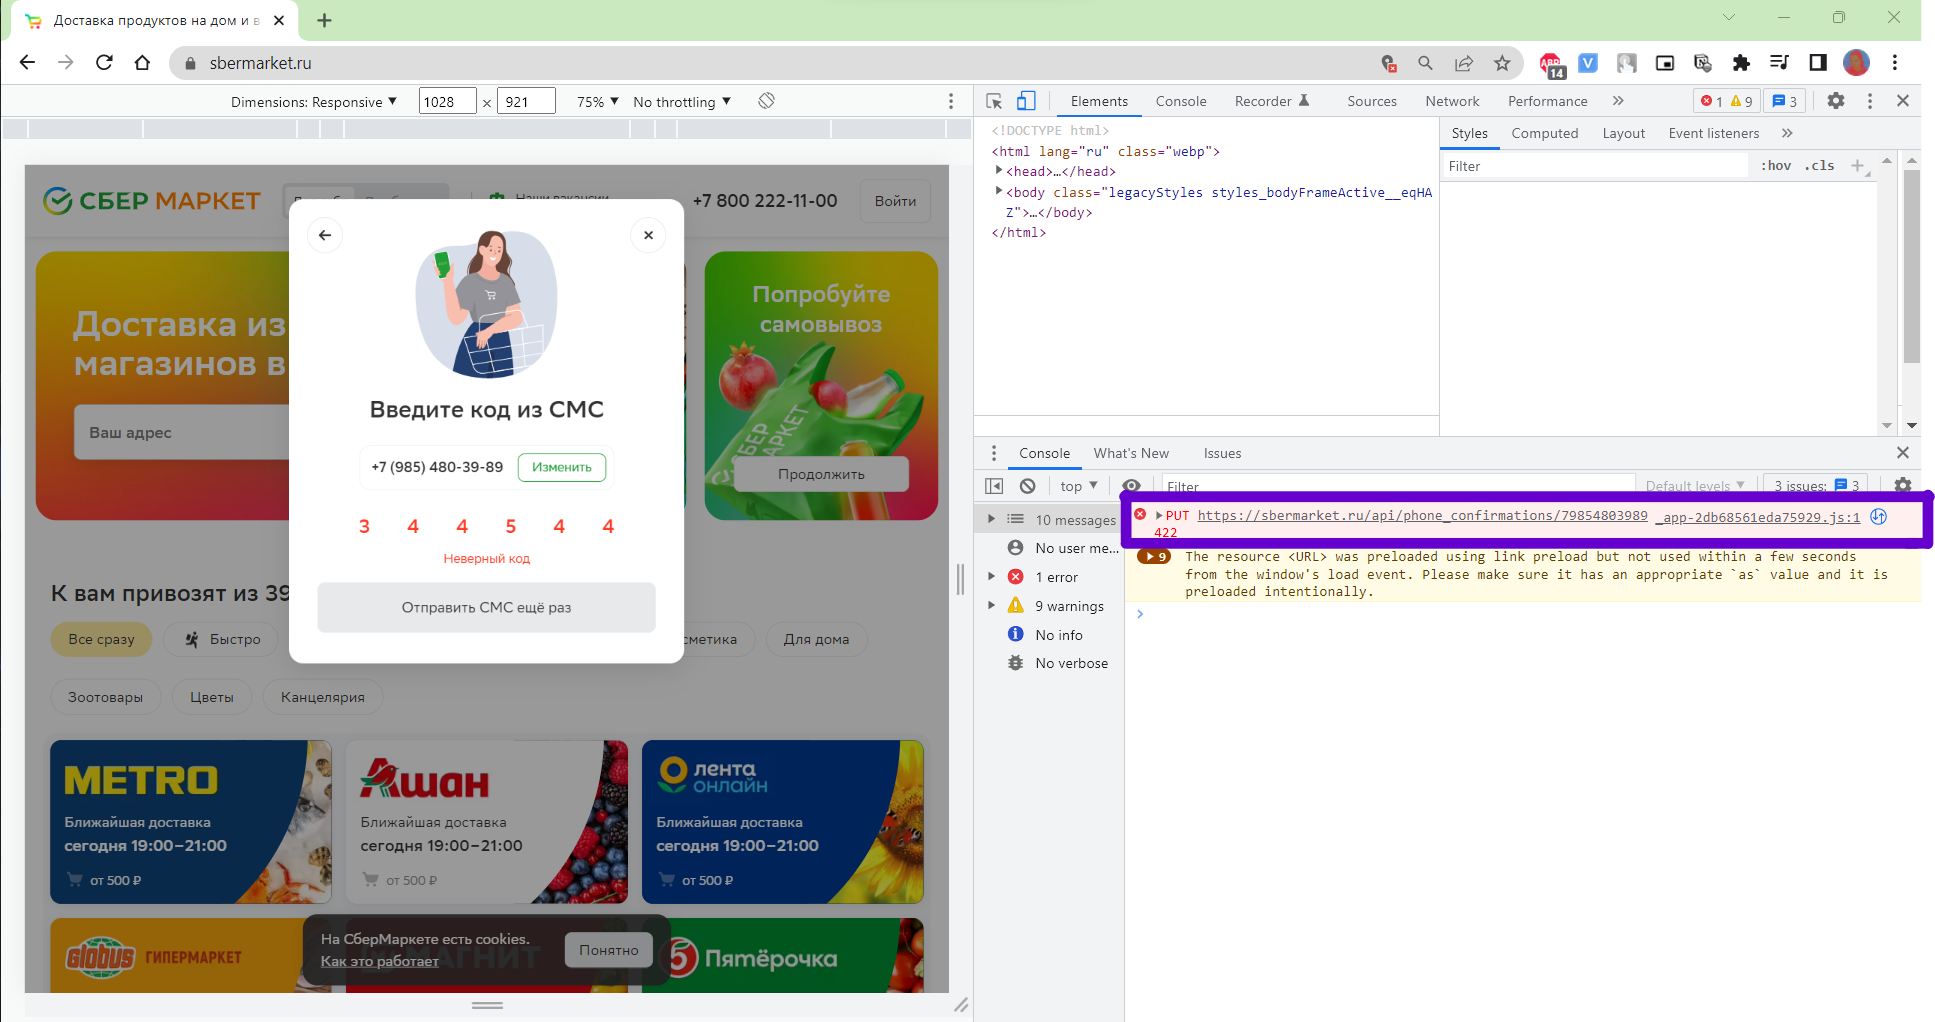 Доставка продуктов на дом и в
sbermarket.ru
ABP
14
V
Dimensions: Responsive
1028 × 921
75%
No throttling
СБЕР МАРКЕТ
Наши вакансии
+7 800 222-11-00
Войти
Доставка из
магазинов в
Ваш адрес
Попробуйте
самовывоз
СБЕР
МАРКЕТ
Продолжить
Введите код из СМС
+7 (985) 480-39-89
Изменить
3 4 4 5 4 4
Неверный код
Отправить СМС ещё раз
К вам привозят из 39
Все сразу
Быстро
сметика
Для дома
Зоотовары
Цветы
Канцелярия
METRO
Ближайшая доставка
сегодня 19:00–21:00
от 500 ₽
Ашан
Ближайшая доставка
сегодня 19:00–21:00
от 500 ₽
лента
онлайн
Ближайшая доставка
сегодня 19:00–21:00
от 500 ₽
globus
ГИПЕРМАРКЕТ
МАГНИТ
5
Пятёрочка
На СберМаркете есть cookies.
Как это работает
Понятно
Elements
Console
Recorder
Sources
Network
Performance
1
9
3
<!DOCTYPE html>
<html lang="ru" class="webp">
<head>…</head>
<body class="legacyStyles styles_bodyFrameActive__eqHA
Z">…</body>
</html>
Styles
Computed
Layout
Event listeners
Filter
:hov
.cls
Console
What's New
Issues
top
Filter
Default levels
3 issues:
3
10 messages
No user me...
1 error
9 warnings
No info
No verbose
PUT https://sbermarket.ru/api/phone_confirmations/79854803989 _app-2db68561eda75929.js:1
422
9
The resource <URL> was preloaded using link preload but not used within a few seconds
from the window's load event. Please make sure it has an appropriate `as` value and it is
preloaded intentionally.